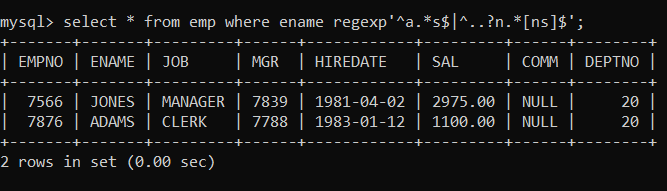 mysql> select * from emp where ename regexp'^a.*s$|^..?n.*[ns]$';
+-------+-------+---------+------+------------+---------+------+--------+
| EMPNO | ENAME | JOB     | MGR  | HIREDATE   | SAL     | COMM | DEPTNO |
+-------+-------+---------+------+------------+---------+------+--------+
|  7566 | JONES | MANAGER | 7839 | 1981-04-02 | 2975.00 | NULL |     20 |
|  7876 | ADAMS | CLERK   | 7788 | 1983-01-12 | 1100.00 | NULL |     20 |
+-------+-------+---------+------+------------+---------+------+--------+
2 rows in set (0.00 sec)